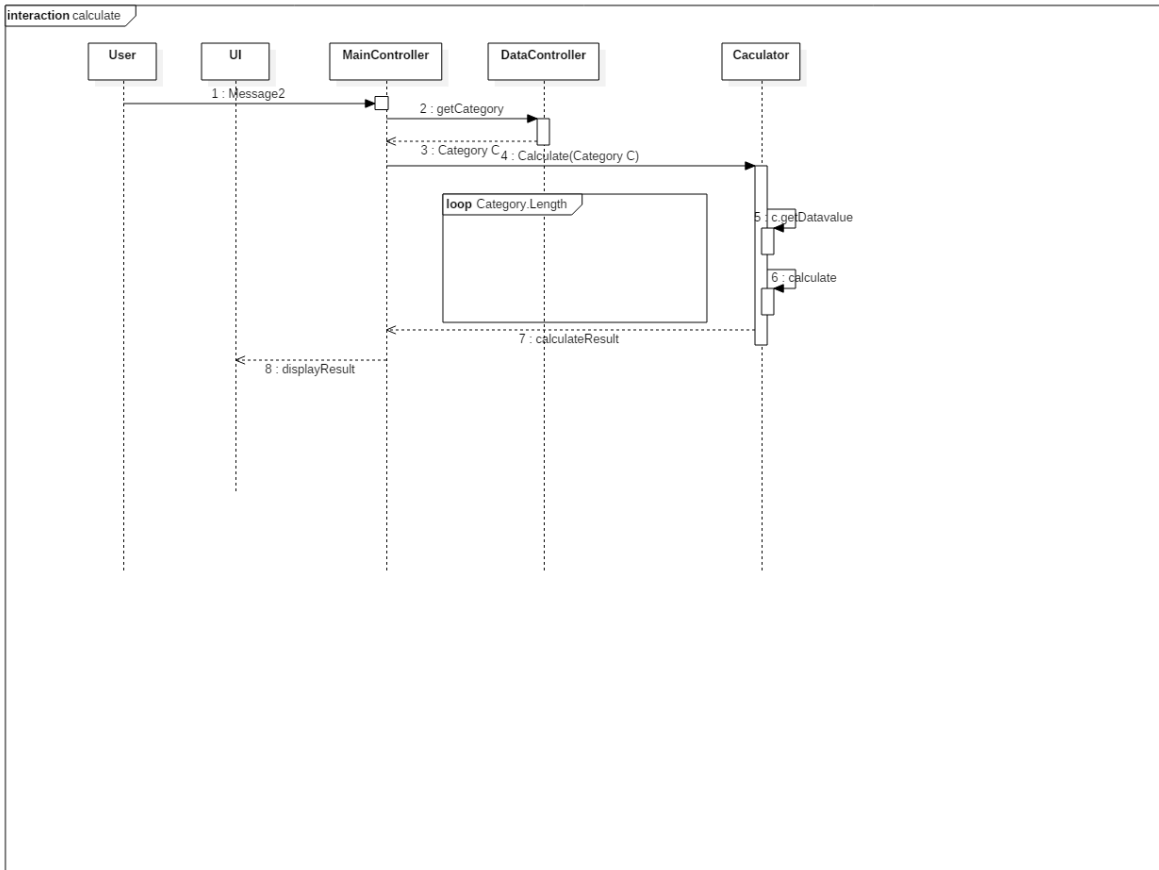 interaction calculate
User
UI
MainController
DataController
Caculator
1 : Message2
2 : getCategory
3 : Category C
4 : Calculate(Category C)
loop Category.Length
5 : c.getDatavalue
6 : calculate
7 : calculateResult
8 : displayResult